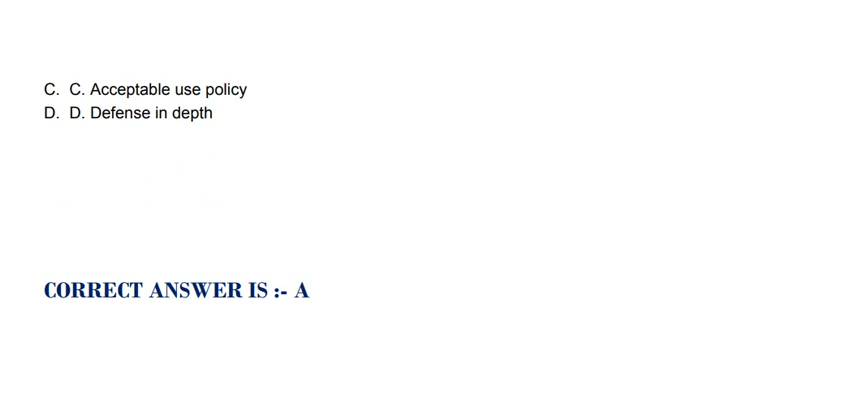 C. C. Acceptable use policy
D. D. Defense in depth
CORRECT ANSWER IS :- A